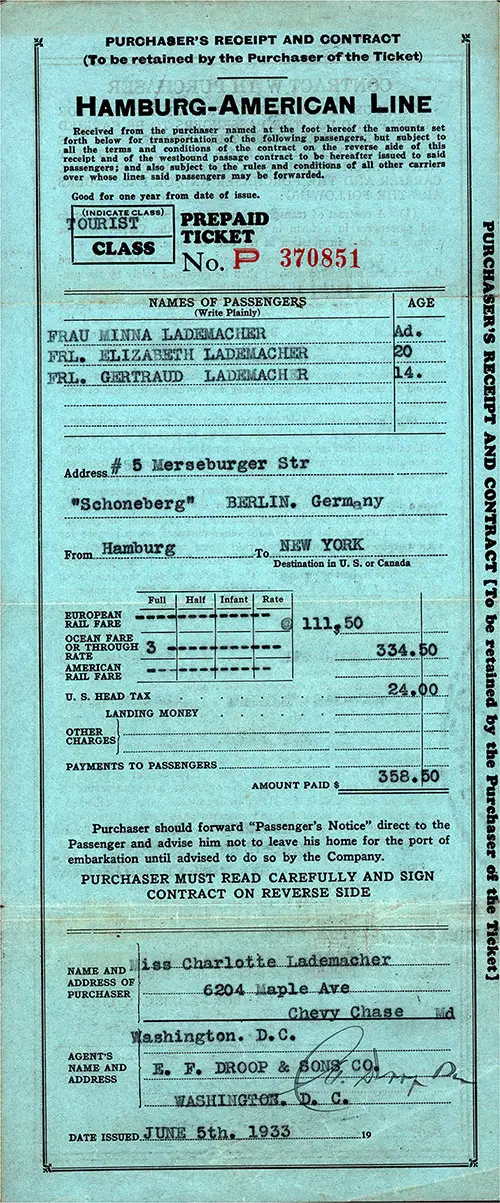 PURCHASER'S RECEIPT AND CONTRACT
(To be retained by the Purchaser of the Ticket)
HAMBURG-AMERICAN LINE
Received from the purchaser named at the foot hereof the amounts set
forth below for transportation of the following passengers, but subject to
all the terms and conditions of the contract on the reverse side of this
receipt and of the westbound passage contract to be hereafter issued to said
passengers; and also subject to the rules and conditions of all other carriers
over whose lines said passengers may be forwarded.
Good for one year from date of issue.
(INDICATE CLASS)
TOURIST
CLASS
PREPAID
TICKET
No. P 370851
NAMES OF PASSENGERS AGE
(Write Plainly)
FRAU MINNA LADEMACHER Ad.
FRL. ELIZABETH LADEMACHER 20
FRL. GERTRAUD LADEMACHER 14.
Address # 5 Merseburger Str
"Schoneberg" BERLIN. Germany
From Hamburg To NEW YORK
Destination in U. S. or Canada
Full Half Infant Rate
EUROPEAN
RAIL FARE @ 111.50
OCEAN FARE
OR THROUGH 3 334.50
RATE
AMERICAN
RAIL FARE
U. S. HEAD TAX 24.00
LANDING MONEY
OTHER
CHARGES
PAYMENTS TO PASSENGERS
AMOUNT PAID $ 358.50
Purchaser should forward "Passenger's Notice" direct to the
Passenger and advise him not to leave his home for the port of
embarkation until advised to do so by the Company.
PURCHASER MUST READ CAREFULLY AND SIGN
CONTRACT ON REVERSE SIDE
NAME AND
ADDRESS OF
PURCHASER
Miss Charlotte Lademacher
6204 Maple Ave
Chevy Chase Md
Washington. D.C.
AGENT'S
NAME AND
ADDRESS
E. F. DROOP & SONS CO.
WASHINGTON. D. C.
DATE ISSUED JUNE 5th. 1933 19
PURCHASER'S RECEIPT AND CONTRACT [To be retained by the Purchaser of the Ticket]